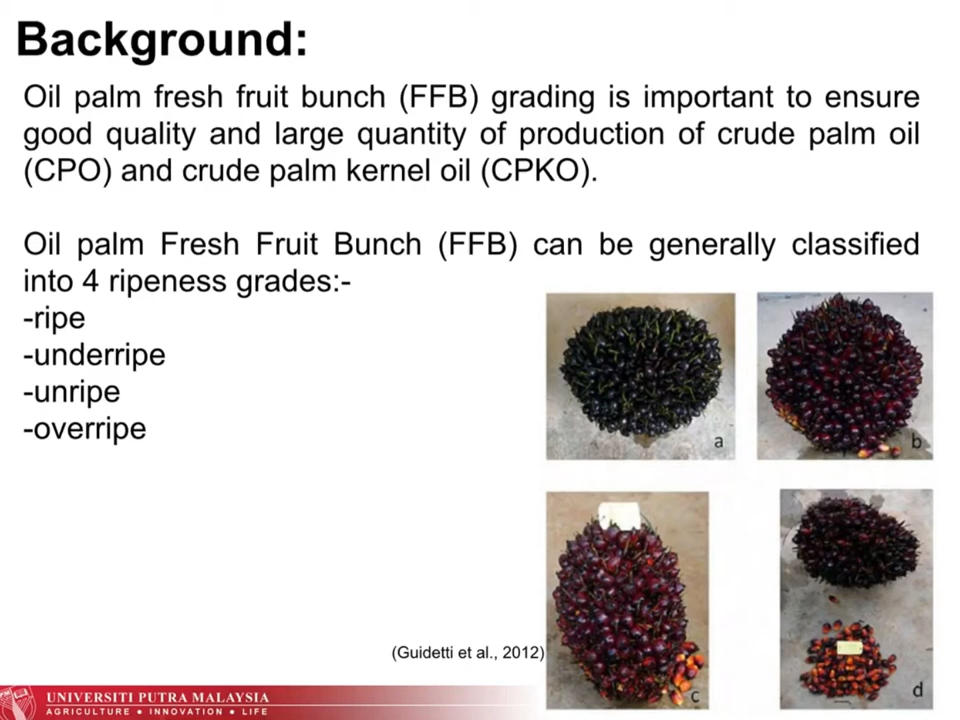 Background:
Oil palm fresh fruit bunch (FFB) grading is important to ensure
good quality and large quantity of production of crude palm oil
(CPO) and crude palm kernel oil (CPKO).
Oil palm Fresh Fruit Bunch (FFB) can be generally classified
into 4 ripeness grades:-
-ripe
-underripe
-unripe
-overripe
a
b
(Guidetti et al., 2012)
c
d
UNIVERSITI PUTRA MALAYSIA
AGRICULTURE • INNOVATION • LIFE